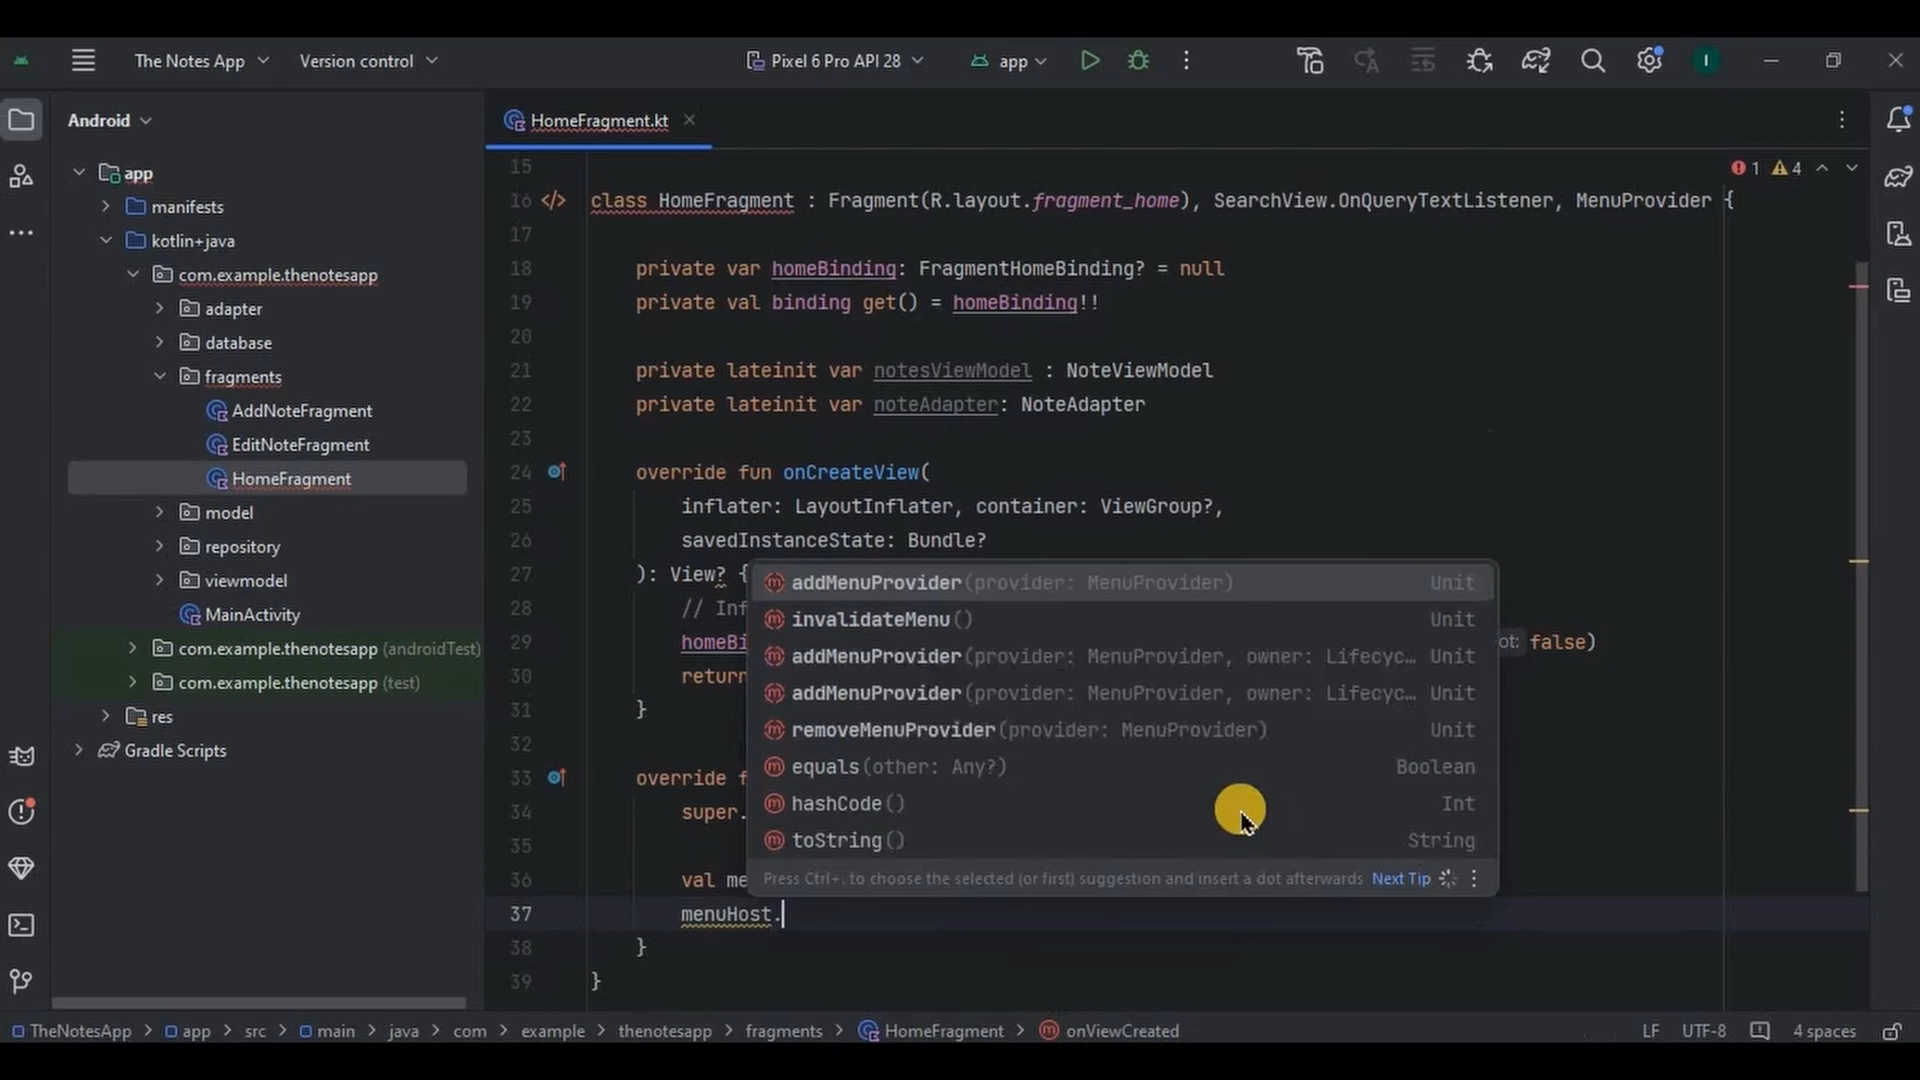 The Notes App
Version control
Pixel 6 Pro API 28
app
I
Android
app
manifests
kotlin+java
com.example.thenotesapp
adapter
database
fragments
AddNoteFragment
EditNoteFragment
HomeFragment
model
repository
viewmodel
MainActivity
com.example.thenotesapp (androidTest)
com.example.thenotesapp (test)
res
Gradle Scripts
HomeFragment.kt
1 4
15
16 class HomeFragment : Fragment(R.layout.fragment_home), SearchView.OnQueryTextListener, MenuProvider {
17
18 private var homeBinding: FragmentHomeBinding? = null
19 private val binding get() = homeBinding!!
20
21 private lateinit var notesViewModel : NoteViewModel
22 private lateinit var noteAdapter: NoteAdapter
23
24 override fun onCreateView(
25 inflater: LayoutInflater, container: ViewGroup?,
26 savedInstanceState: Bundle?
27 ): View? {
28 // Inf
29 homeBi ot: false)
30 return
31 }
32
33 override f
34 super.
35
36 val me
37 menuHost.
38 }
39 }
addMenuProvider(provider: MenuProvider) Unit
invalidateMenu() Unit
addMenuProvider(provider: MenuProvider, owner: Lifecyc… Unit
addMenuProvider(provider: MenuProvider, owner: Lifecyc… Unit
removeMenuProvider(provider: MenuProvider) Unit
equals(other: Any?) Boolean
hashCode() Int
toString() String
Press Ctrl+. to choose the selected (or first) suggestion and insert a dot afterwards Next Tip
TheNotesApp > app > src > main > java > com > example > thenotesapp > fragments > HomeFragment > onViewCreated
LF UTF-8 4 spaces